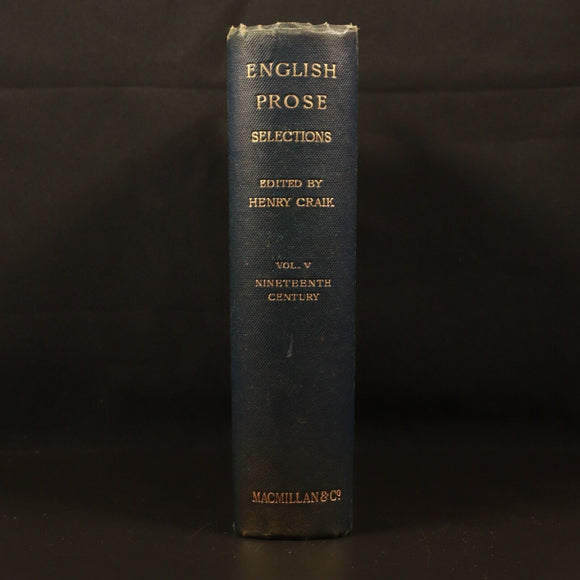 ENGLISH
PROSE
SELECTIONS
EDITED BY
HENRY CRAIK
VOL. V
NINETEENTH
CENTURY
MACMILLAN & Cº